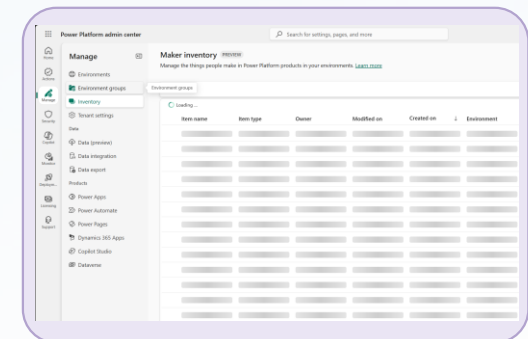 Power Platform admin center
Search for settings, pages, and more
Home
Actions
Manage
Security
Copilot
Monitor
Deploym...
Licensing
Support
Manage
Environments
Environment groups
Inventory
Tenant settings
Data
Data (preview)
Data integration
Data export
Products
Power Apps
Power Automate
Power Pages
Dynamics 365 Apps
Copilot Studio
Dataverse
Environment groups
Maker inventory PREVIEW
Manage the things people make in Power Platform products in your environments. Learn more
Loading ...
Item name Item type Owner Modified on Created on ↓ Environment